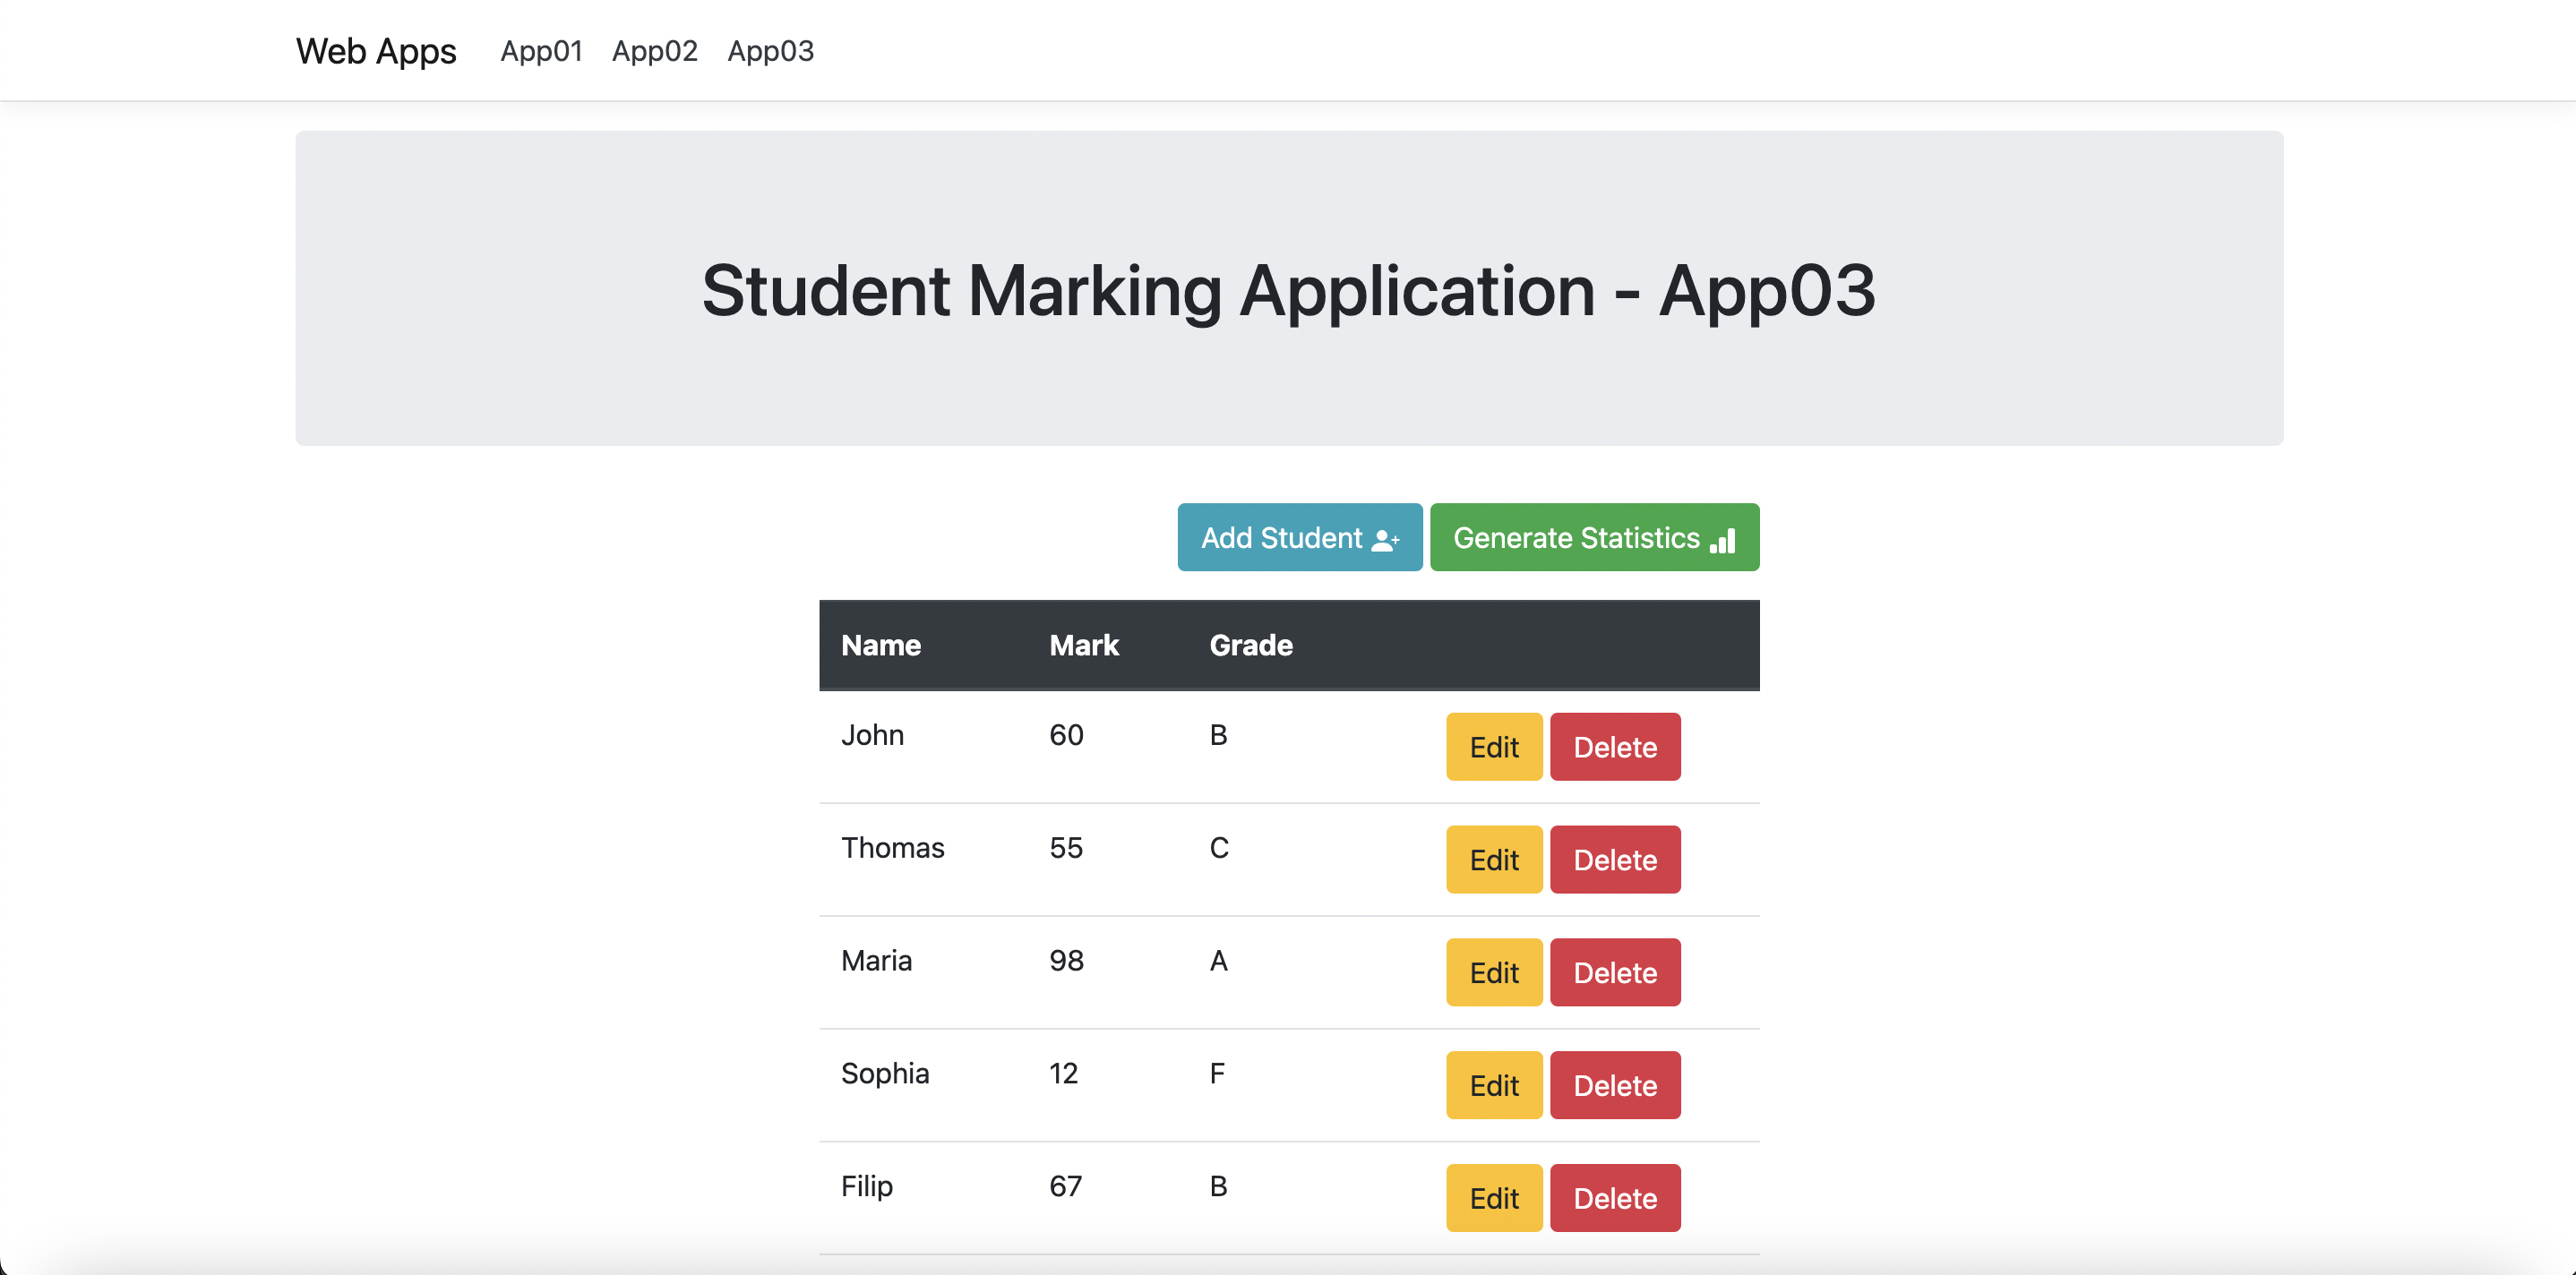 Web Apps App01 App02 App03
Student Marking Application - App03
Add Student Generate Statistics
Name Mark Grade
John 60 B Edit Delete
Thomas 55 C Edit Delete
Maria 98 A Edit Delete
Sophia 12 F Edit Delete
Filip 67 B Edit Delete